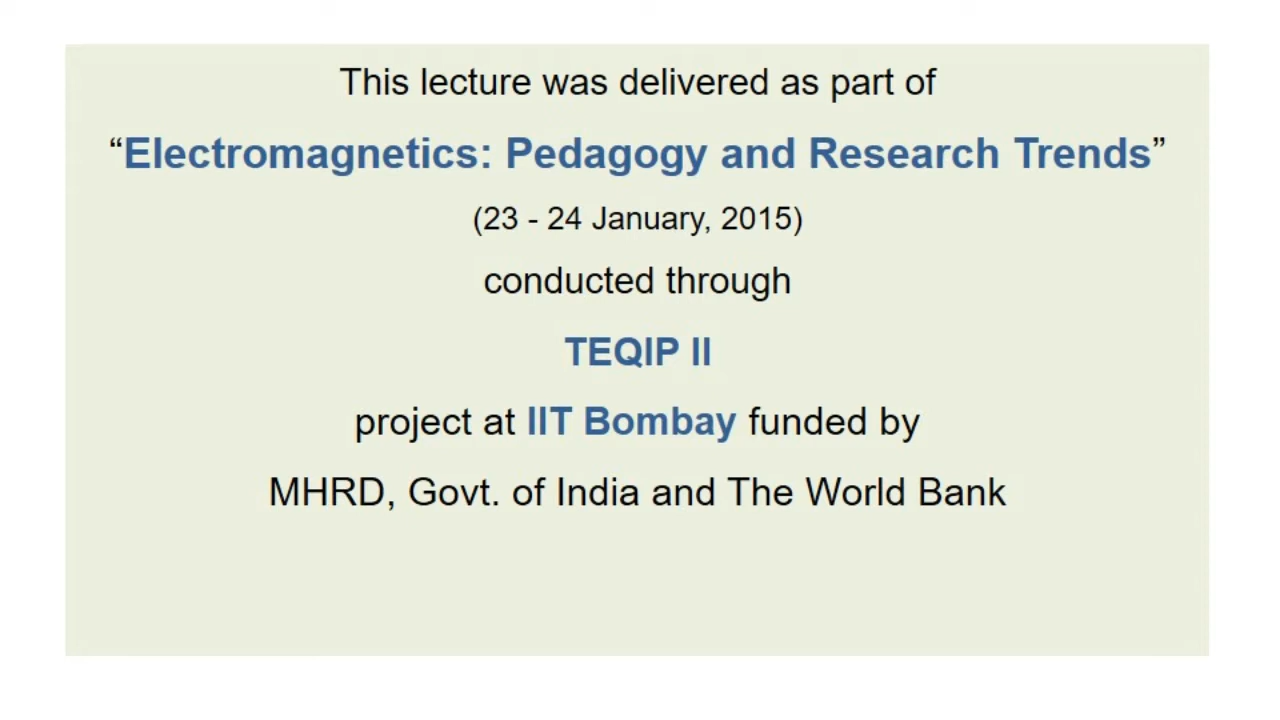 This lecture was delivered as part of
“Electromagnetics: Pedagogy and Research Trends”
(23 - 24 January, 2015)
conducted through
TEQIP II
project at IIT Bombay funded by
MHRD, Govt. of India and The World Bank